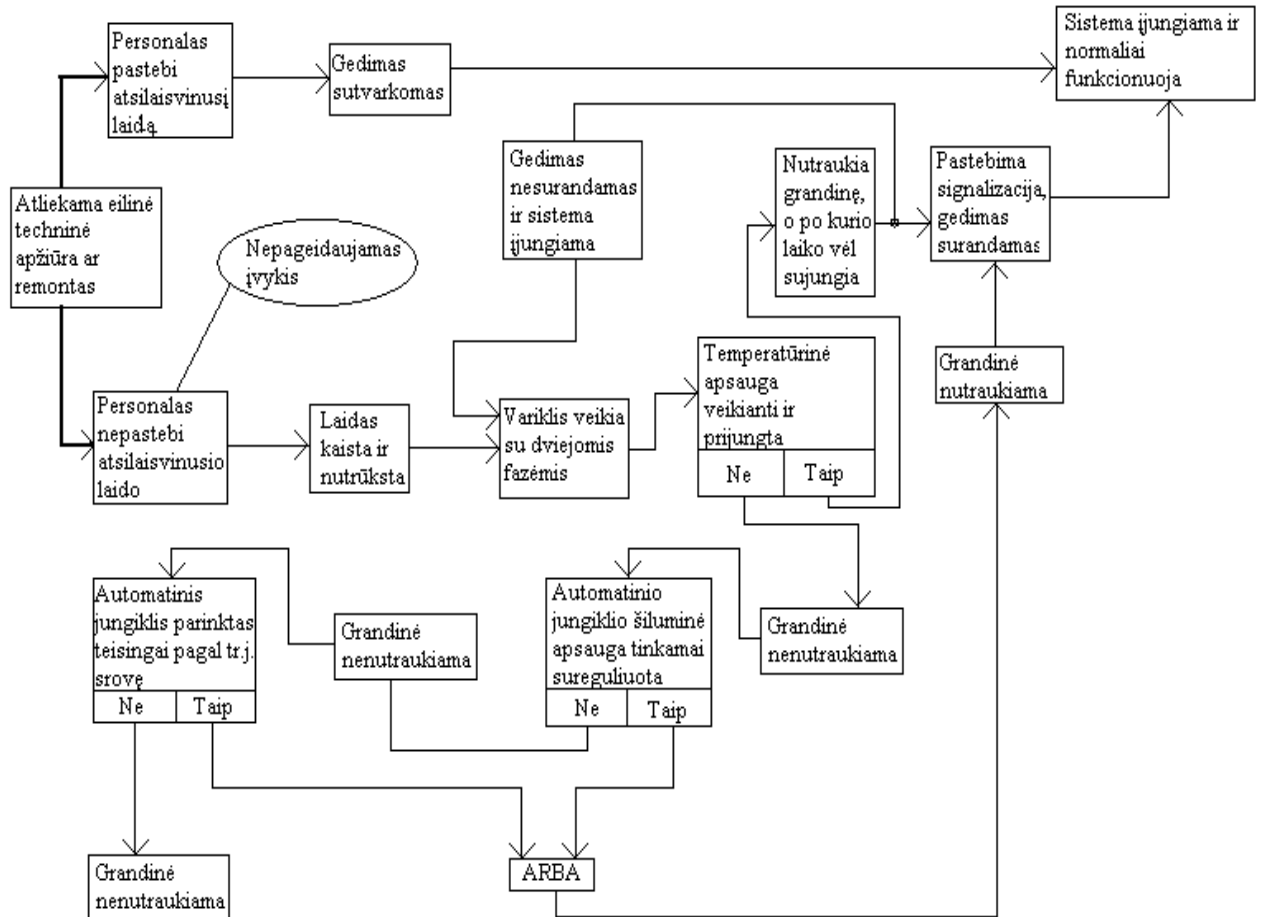 Personalas
pastebi
atsilaisvinusį
laidą
Gedimas
sutvarkomas
Sistema įjungiama ir
normaliai
funkcionuoja
Atliekama eilinė
techninė
apžiūra ar
remontas
Nepageidaujamas
įvykis
Gedimas
nesurandamas
ir sistema
įjungiama
Nutraukia
grandinę,
o po kurio
laiko vėl
sujungia
Pastebima
signalizacija,
gedimas
surandamas
Personalas
nepastebi
atsilaisvinusio
laido
Laidas
kaista ir
nutrūksta
Variklis veikia
su dviejomis
fazėmis
Temperatūrinė
apsauga
veikianti ir
prijungta
Ne
Taip
Grandinė
nutraukiama
Automatinis
jungiklis parinktas
teisingai pagal tr.j.
srovę
Ne
Taip
Grandinė
nenutraukiama
Automatinio
jungiklio šiluminė
apsauga tinkamai
sureguliuota
Ne
Taip
Grandinė
nenutraukiama
Grandinė
nenutraukiama
ARBA